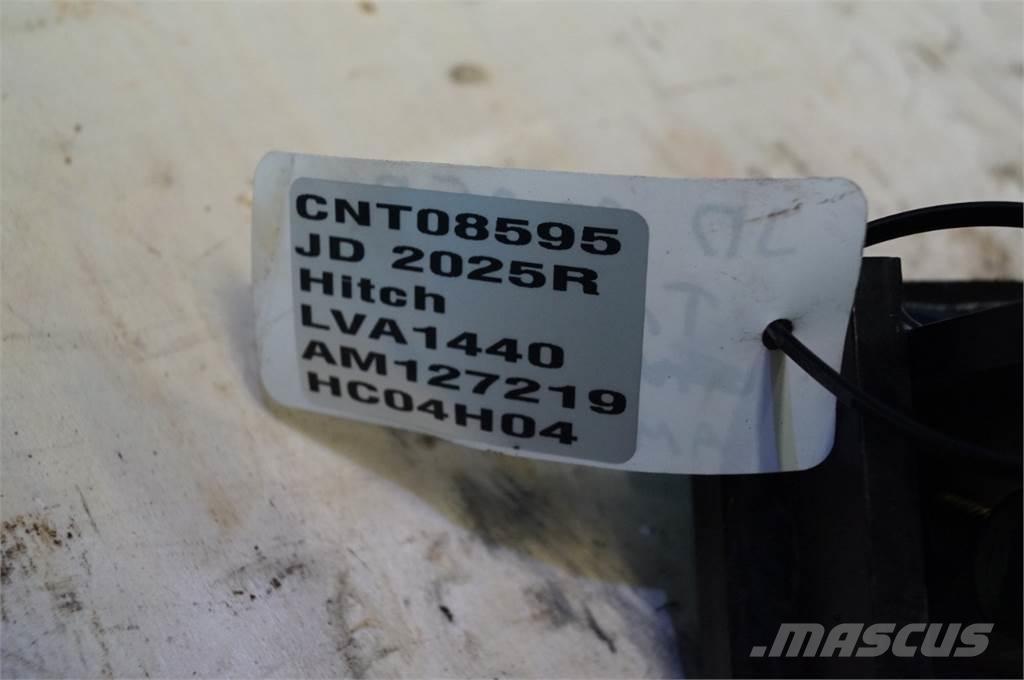 CNT08595
JD 2025R
Hitch
LVA1440
AM127219
HC04H04
.MASCUS